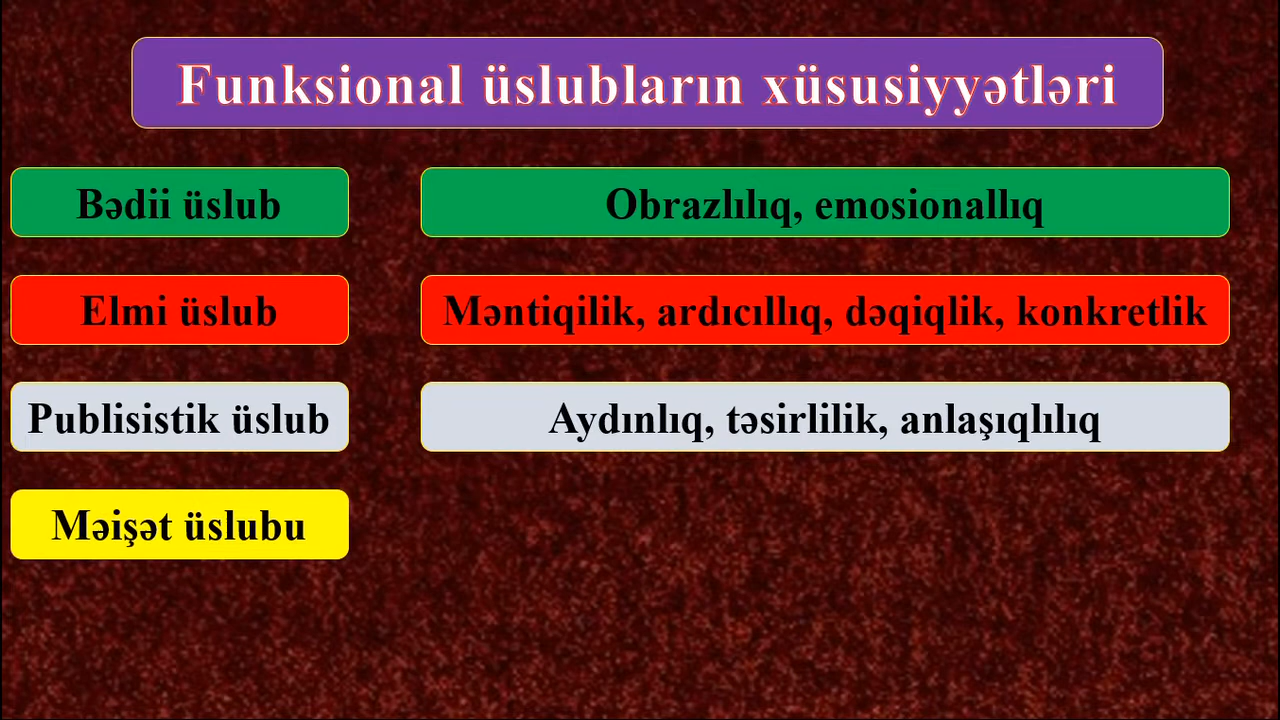 Funksional üslubların xüsusiyyətləri
Bədii üslub
Obrazlılıq, emosionallıq
Elmi üslub
Məntiqilik, ardıcıllıq, dəqiqlik, konkretlik
Publisistik üslub
Aydınlıq, təsirlilik, anlaşıqlılıq
Məişət üslubu